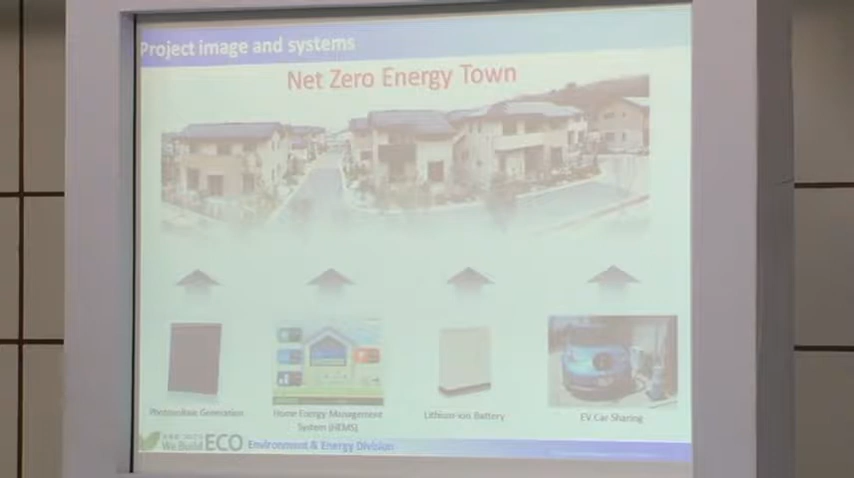 Project image and systems
Net Zero Energy Town
Photovoltaic Generation
Home Energy Management
System (HEMS)
Lithium-ion Battery
EV Car Sharing
We Build ECO
Environment & Energy Division